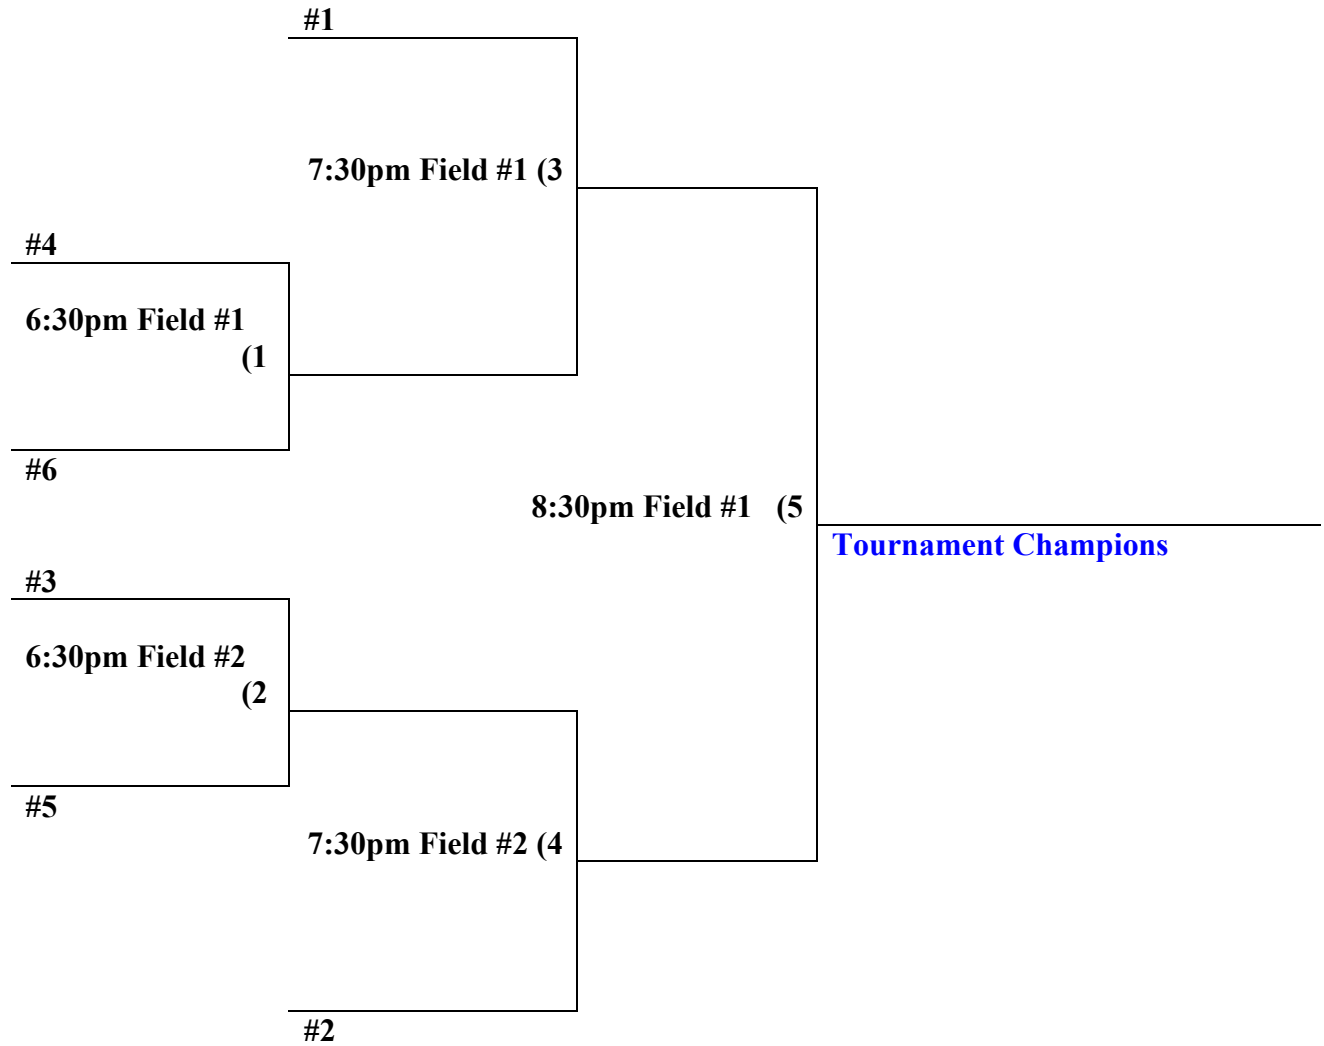 #1
7:30pm Field #1 (3
#4
6:30pm Field #1
(1
#6
8:30pm Field #1 (5
Tournament Champions
#3
6:30pm Field #2
(2
#5
7:30pm Field #2 (4
#2